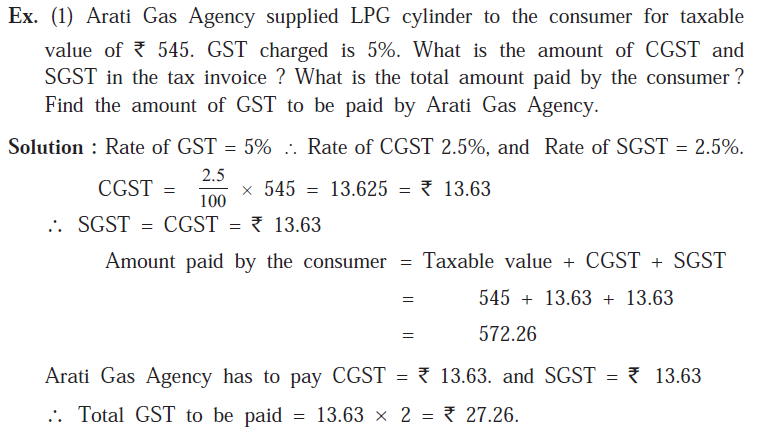 Ex. (1) Arati Gas Agency supplied LPG cylinder to the consumer for taxable
value of ₹ 545. GST charged is 5%. What is the amount of CGST and
SGST in the tax invoice ? What is the total amount paid by the consumer ?
Find the amount of GST to be paid by Arati Gas Agency.
Solution : Rate of GST = 5% ∴ Rate of CGST 2.5%, and Rate of SGST = 2.5%.
CGST = 2.5/100 × 545 = 13.625 = ₹ 13.63
∴ SGST = CGST = ₹ 13.63
Amount paid by the consumer = Taxable value + CGST + SGST
= 545 + 13.63 + 13.63
= 572.26
Arati Gas Agency has to pay CGST = ₹ 13.63. and SGST = ₹ 13.63
∴ Total GST to be paid = 13.63 × 2 = ₹ 27.26.